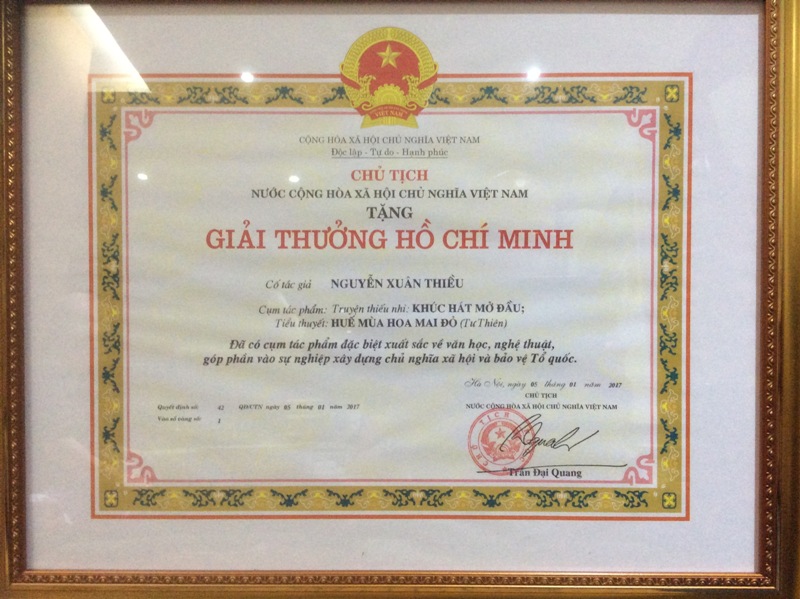 VIỆT NAM
CỘNG HÒA XÃ HỘI CHỦ NGHĨA VIỆT NAM
Độc lập - Tự do - Hạnh phúc
CHỦ TỊCH
NƯỚC CỘNG HÒA XÃ HỘI CHỦ NGHĨA VIỆT NAM
TẶNG
GIẢI THƯỞNG HỒ CHÍ MINH
Cố tác giả NGUYỄN XUÂN THIỀU
Cụm tác phẩm: Truyện thiếu nhi: KHÚC HÁT MỞ ĐẦU;
Tiểu thuyết: HUẾ MÙA HOA MAI ĐỎ (Tư Thiên)
Đã có cụm tác phẩm đặc biệt xuất sắc về văn học, nghệ thuật,
góp phần vào sự nghiệp xây dựng chủ nghĩa xã hội và bảo vệ Tổ quốc.
Hà Nội, ngày 05 tháng 01 năm 2017
CHỦ TỊCH
NƯỚC CỘNG HÒA XÃ HỘI CHỦ NGHĨA VIỆT NAM
Quyết định số: 42 QĐ/CTN ngày 05 tháng 01 năm 2017
Vào sổ vàng số: 1
Trần Đại Quang